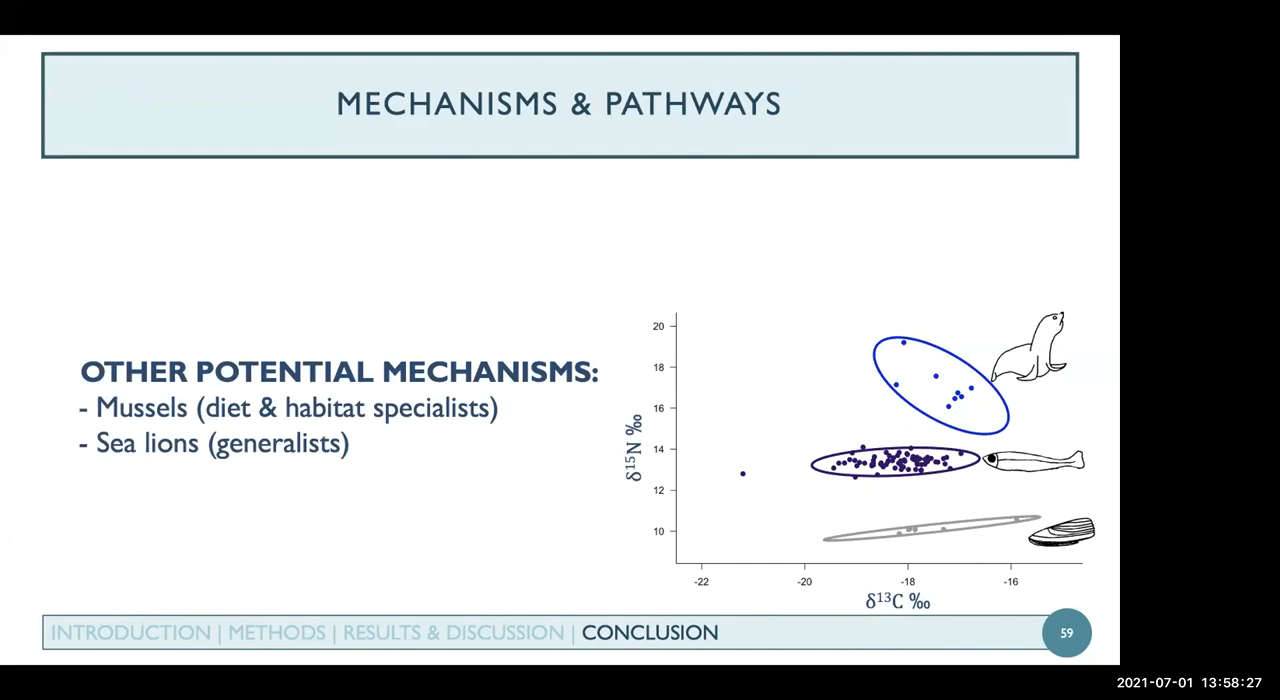 MECHANISMS & PATHWAYS
OTHER POTENTIAL MECHANISMS:
- Mussels (diet & habitat specialists)
- Sea lions (generalists)
20
18
16
14
12
10
δ¹⁵N ‰
-22 -20 -18 -16
δ¹³C ‰
INTRODUCTION | METHODS | RESULTS & DISCUSSION | CONCLUSION
59
2021-07-01 13:58:27